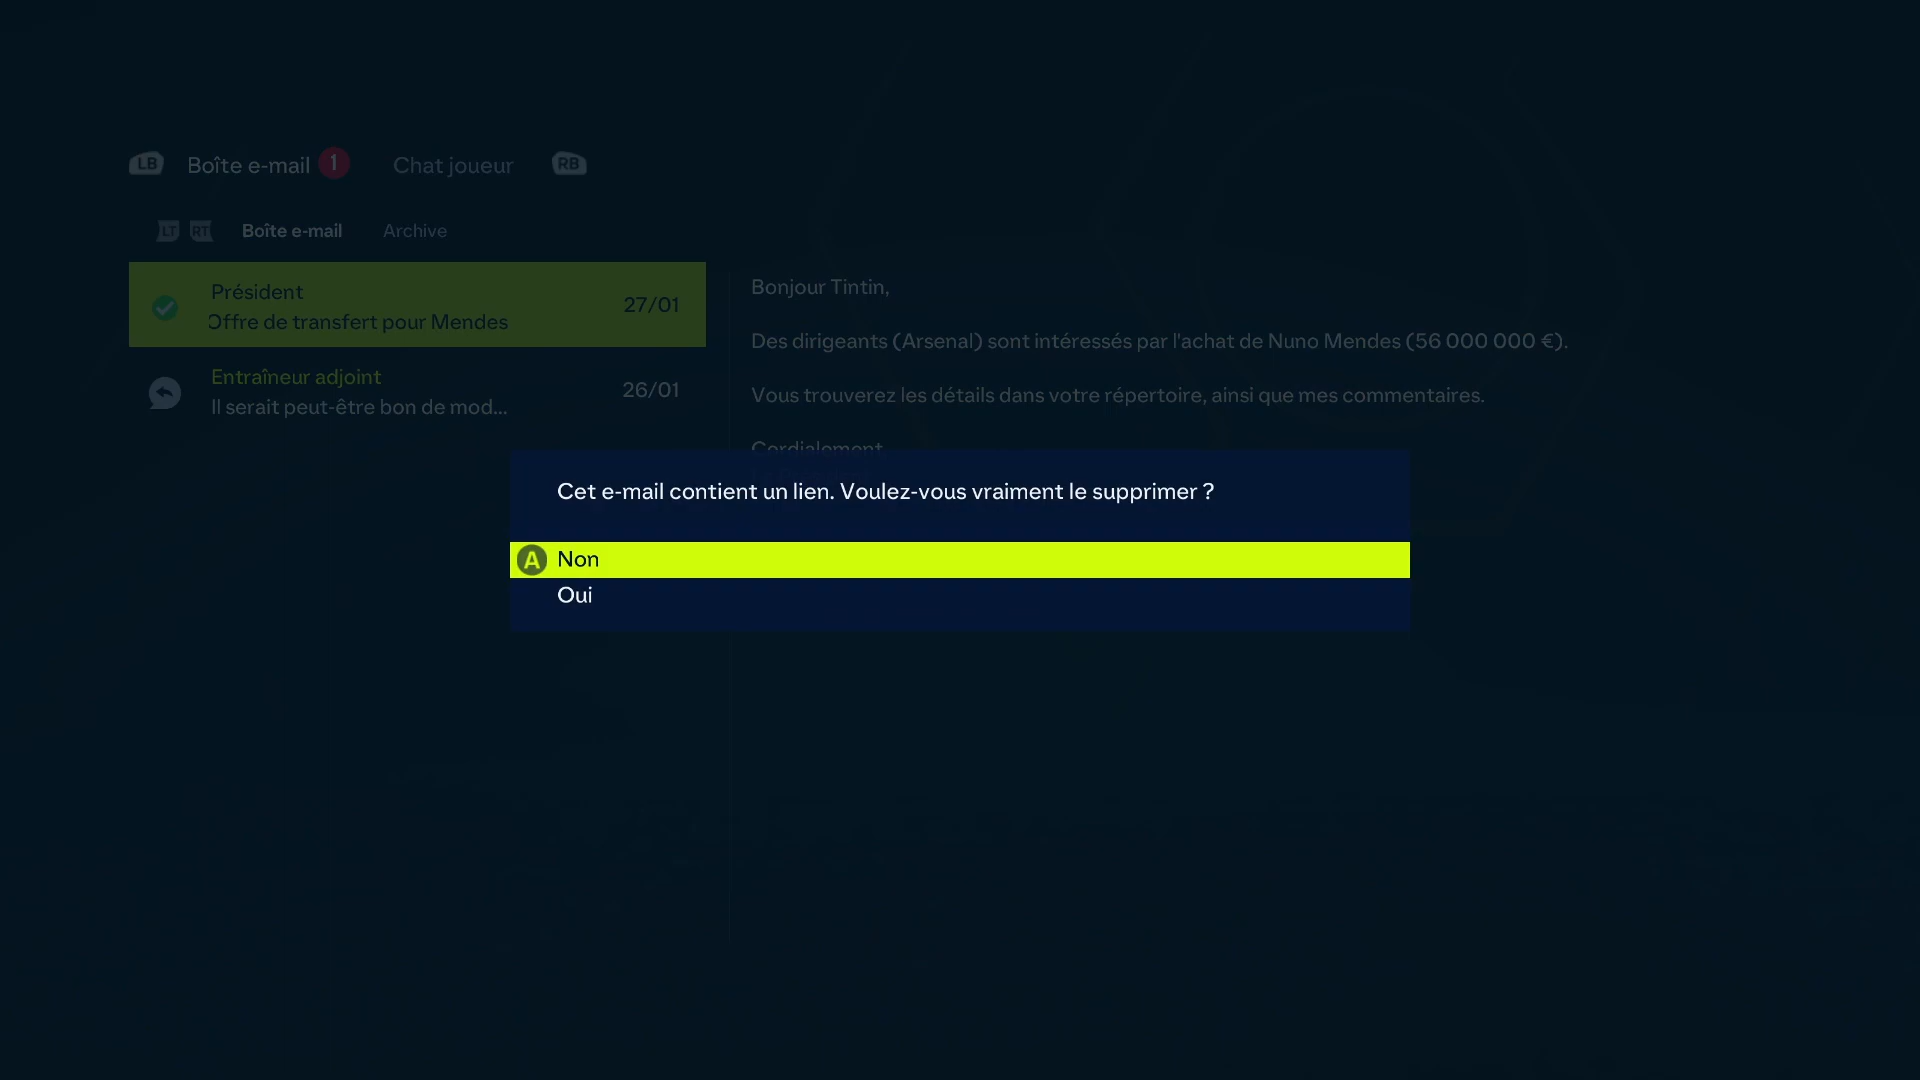 LB Boîte e-mail 1 Chat joueur RB
LT RT Boîte e-mail Archive
Président
Offre de transfert pour Mendes
27/01
Entraîneur adjoint
Il serait peut-être bon de mod...
26/01
Bonjour Tintin,
Des dirigeants (Arsenal) sont intéressés par l'achat de Nuno Mendes (56 000 000 €).
Vous trouverez les détails dans votre répertoire, ainsi que mes commentaires.
Cordialement,
Cet e-mail contient un lien. Voulez-vous vraiment le supprimer ?
A Non
Oui